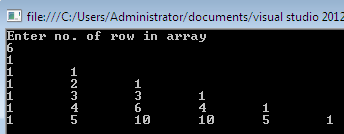 file:///C:/Users/Administrator/documents/visual studio 2012
Enter no. of row in array
6
1
1 1
1 2 1
1 3 3 1
1 4 6 4 1
1 5 10 10 5 1